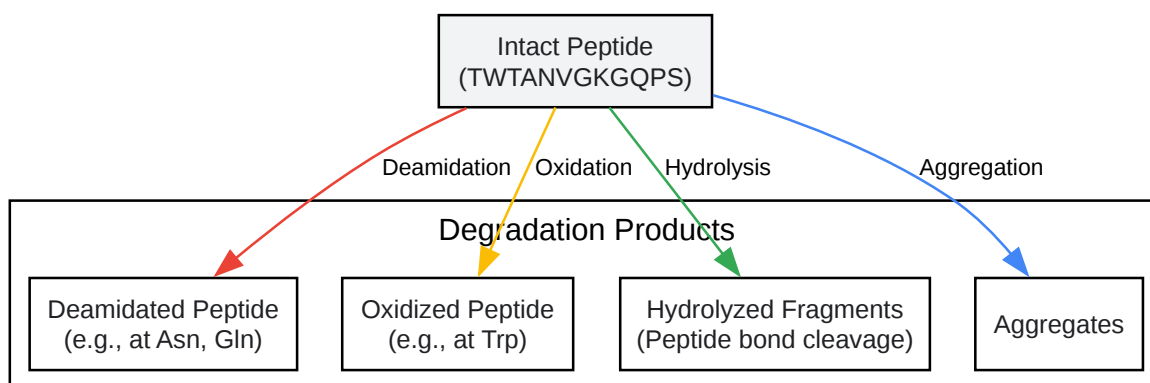 Intact Peptide
(TWTANVGKGQPS)
Deamidation
Oxidation
Hydrolysis
Aggregation
Degradation Products
Deamidated Peptide
(e.g., at Asn, Gln)
Oxidized Peptide
(e.g., at Trp)
Hydrolyzed Fragments
(Peptide bond cleavage)
Aggregates